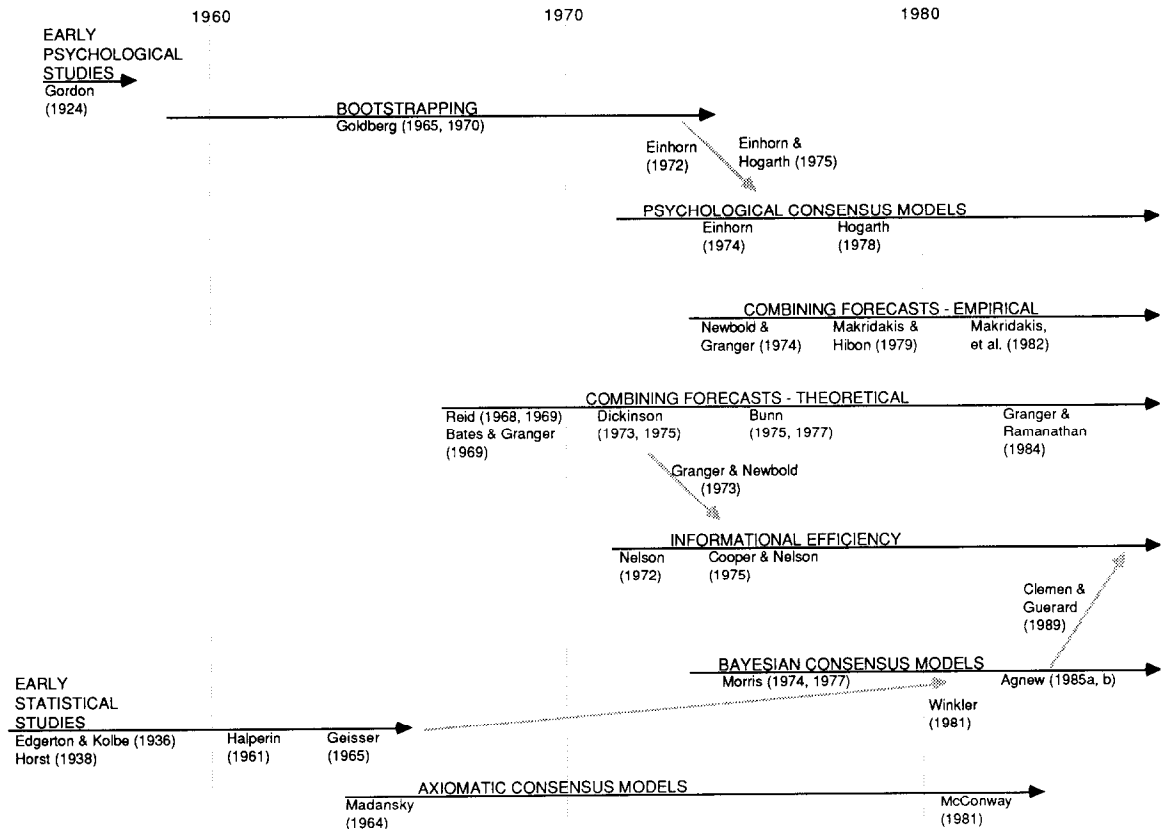 1960
1970
1980
EARLY
PSYCHOLOGICAL
STUDIES
Gordon
(1924)
BOOTSTRAPPING
Goldberg (1965, 1970)
Einhorn
(1972)
Einhorn &
Hogarth (1975)
PSYCHOLOGICAL CONSENSUS MODELS
Einhorn
(1974)
Hogarth
(1978)
COMBINING FORECASTS - EMPIRICAL
Newbold &
Granger (1974)
Makridakis &
Hibon (1979)
Makridakis,
et al. (1982)
COMBINING FORECASTS - THEORETICAL
Reid (1968, 1969)
Bates & Granger
(1969)
Dickinson
(1973, 1975)
Bunn
(1975, 1977)
Granger &
Ramanathan
(1984)
Granger & Newbold
(1973)
INFORMATIONAL EFFICIENCY
Nelson
(1972)
Cooper & Nelson
(1975)
Clemen &
Guerard
(1989)
BAYESIAN CONSENSUS MODELS
Morris (1974, 1977)
Agnew (1985a, b)
Winkler
(1981)
EARLY
STATISTICAL
STUDIES
Edgerton & Kolbe (1936)
Horst (1938)
Halperin
(1961)
Geisser
(1965)
AXIOMATIC CONSENSUS MODELS
Madansky
(1964)
McConway
(1981)